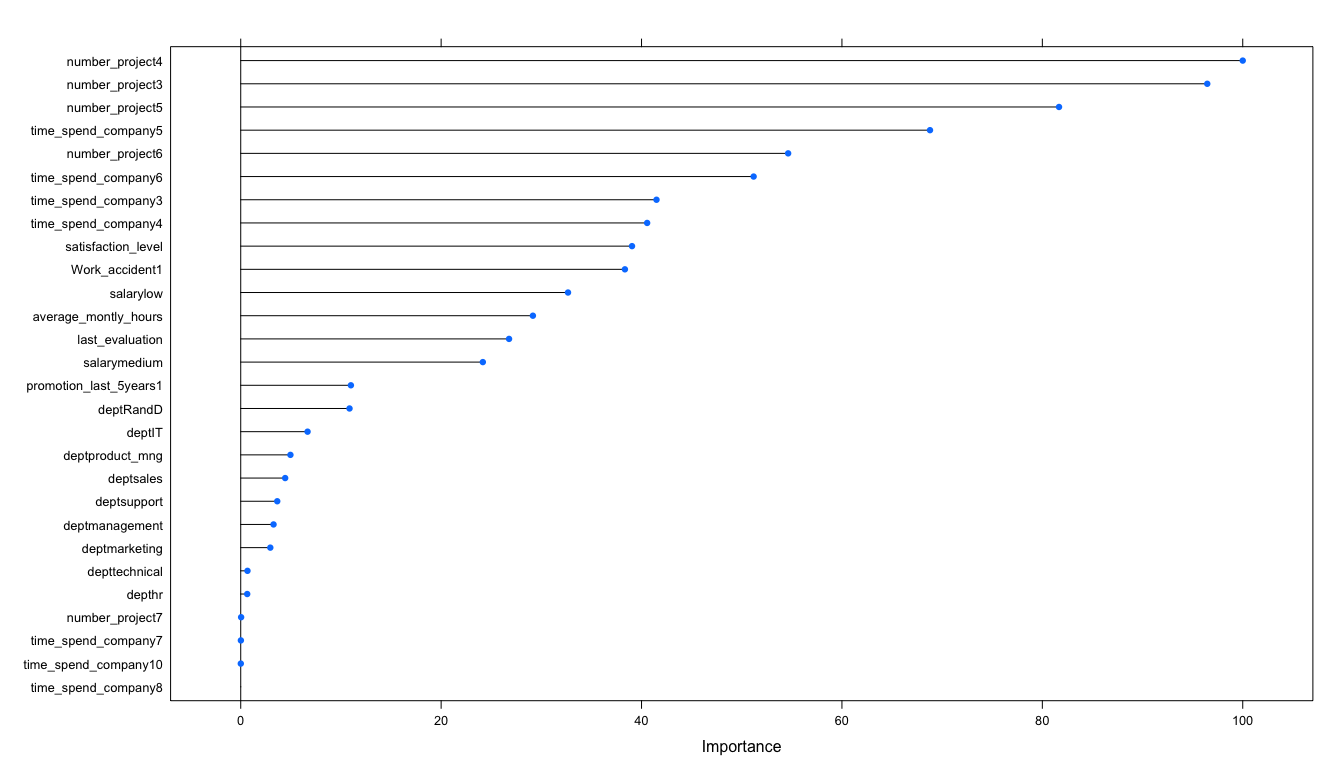 number_project4
number_project3
number_project5
time_spend_company5
number_project6
time_spend_company6
time_spend_company3
time_spend_company4
satisfaction_level
Work_accident1
salarylow
average_montly_hours
last_evaluation
salarymedium
promotion_last_5years1
deptRandD
deptIT
deptproduct_mng
deptsales
deptsupport
deptmanagement
deptmarketing
depttechnical
depthr
number_project7
time_spend_company7
time_spend_company10
time_spend_company8
0 20 40 60 80 100
Importance